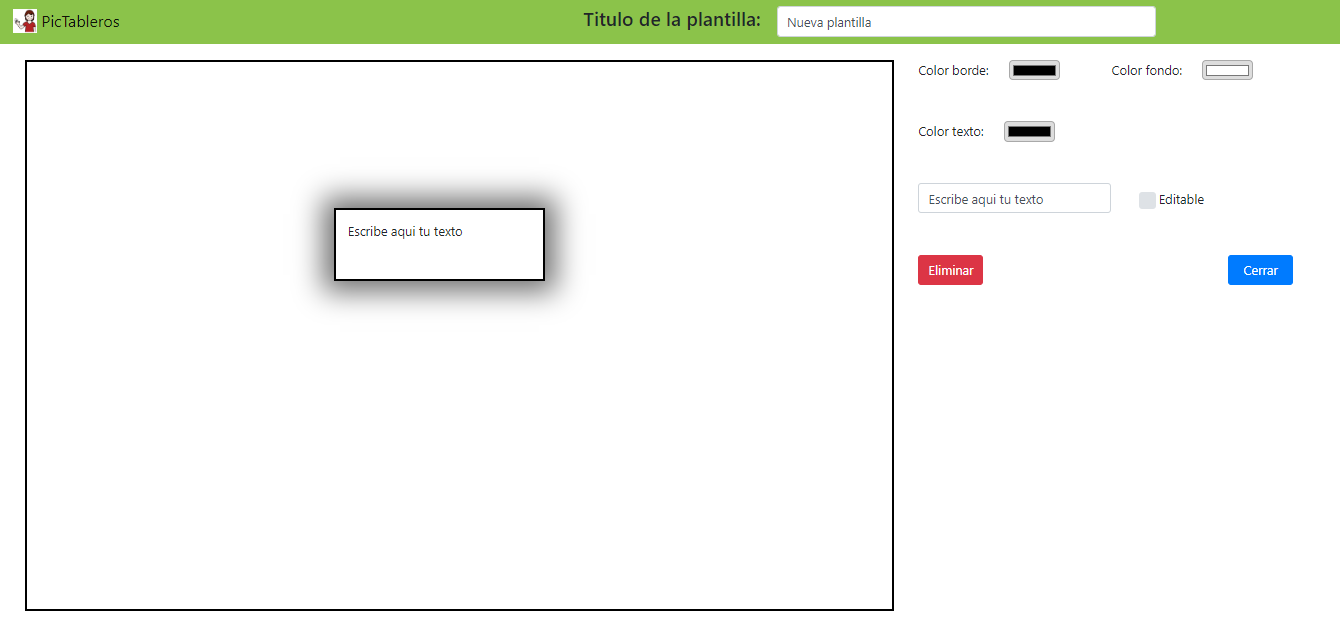 PicTableros
Titulo de la plantilla:
Nueva plantilla
Color borde:
Color fondo:
Color texto:
Escribe aqui tu texto
Escribe aqui tu texto
Editable
Eliminar
Cerrar